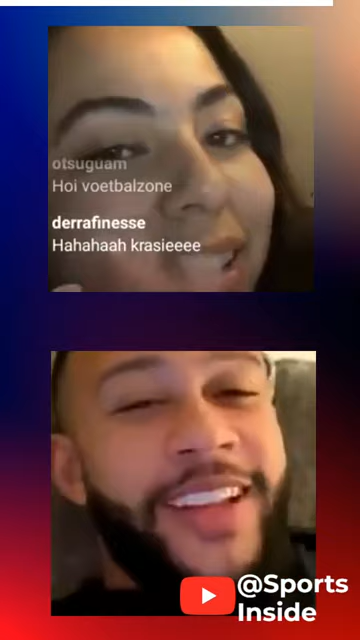 otsuguam
Hoi voetbalzone
derrafinesse
Hahahaah krasieeee
@Sports
Inside